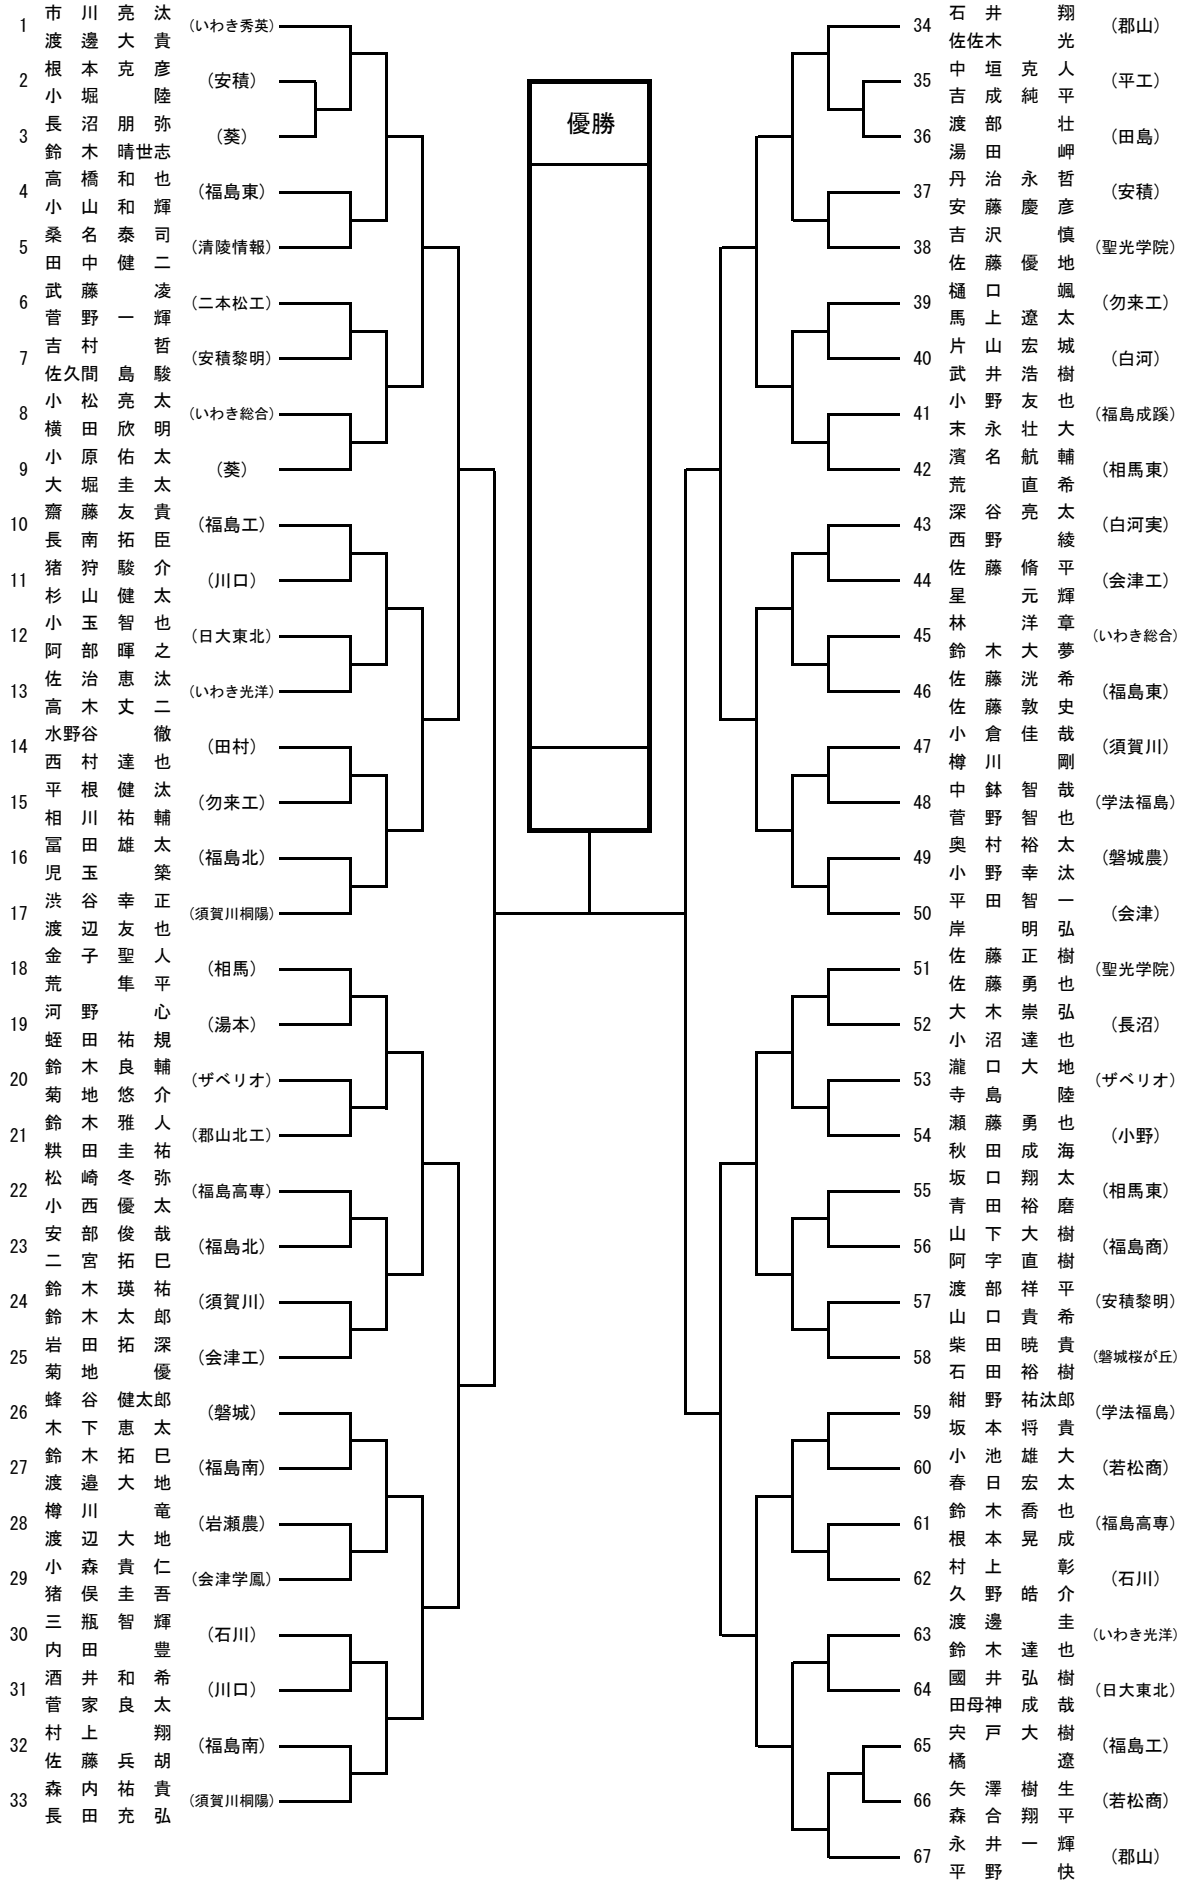 市川亮汰
1 (いわき秀英)
渡邊大貴
根本克彦
2 (安積)
小堀陸
長沼朋弥
3 (葵)
鈴木晴世志
高橋和也
4 (福島東)
小山和輝
桑名泰司
5 (清陵情報)
田中健二
武藤凌
6 (二本松工)
菅野一輝
吉村哲
7 (安積黎明)
佐久間島駿
小松亮太
8 (いわき総合)
横田欣明
小原佑太
9 (葵)
大堀圭太
齋藤友貴
10 (福島工)
長南拓臣
猪狩駿介
11 (川口)
杉山健太
小玉智也
12 (日大東北)
阿部暉之
佐治恵汰
13 (いわき光洋)
高木丈二
水野谷徹
14 (田村)
西村達也
平根健汰
15 (勿来工)
相川祐輔
冨田雄太
16 (福島北)
児玉築
渋谷幸正
17 (須賀川桐陽)
渡辺友也
金子聖人
18 (相馬)
荒隼平
河野心
19 (湯本)
蛭田祐規
鈴木良輔
20 (ザベリオ)
菊地悠介
鈴木雅人
21 (郡山北工)
粠田圭祐
松崎冬弥
22 (福島高専)
小西優太
安部俊哉
23 (福島北)
二宮拓巳
鈴木瑛祐
24 (須賀川)
鈴木太郎
岩田拓深
25 (会津工)
菊地優
蜂谷健太郎
26 (磐城)
木下恵太
鈴木拓巳
27 (福島南)
渡邉大地
樽川竜
28 (岩瀬農)
渡辺大地
小森貴仁
29 (会津学鳳)
猪俣圭吾
三瓶智輝
30 (石川)
内田豊
酒井和希
31 (川口)
菅家良太
村上翔
32 (福島南)
佐藤兵胡
森内祐貴
33 (須賀川桐陽)
長田充弘
優勝
石井翔
34 (郡山)
佐佐木光
中垣克人
35 (平工)
吉成純平
渡部壮
36 (田島)
湯田岬
丹治永哲
37 (安積)
安藤慶彦
吉沢慎
38 (聖光学院)
佐藤優地
樋口颯
39 (勿来工)
馬上遼太
片山宏城
40 (白河)
武井浩樹
小野友也
41 (福島成蹊)
末永壮大
濱名航輔
42 (相馬東)
荒直希
深谷亮太
43 (白河実)
西野綾
佐藤脩平
44 (会津工)
星元輝
林洋章
45 (いわき総合)
鈴木大夢
佐藤洸希
46 (福島東)
佐藤敦史
小倉佳哉
47 (須賀川)
樽川剛
中鉢智哉
48 (学法福島)
菅野智也
奥村裕太
49 (磐城農)
小野幸汰
平田智一
50 (会津)
岸明弘
佐藤正樹
51 (聖光学院)
佐藤勇也
大木崇弘
52 (長沼)
小沼達也
瀧口大地
53 (ザベリオ)
寺島陸
瀬藤勇也
54 (小野)
秋田成海
坂口翔太
55 (相馬東)
青田裕磨
山下大樹
56 (福島商)
阿字直樹
渡部祥平
57 (安積黎明)
山口貴希
柴田暁貴
58 (磐城桜が丘)
石田裕樹
紺野祐汰郎
59 (学法福島)
坂本将貴
小池雄大
60 (若松商)
春日宏太
鈴木喬也
61 (福島高専)
根本晃成
村上彰
62 (石川)
久野皓介
渡邊圭
63 (いわき光洋)
鈴木達也
國井弘樹
64 (日大東北)
田母神成哉
宍戸大樹
65 (福島工)
橘遼
矢澤樹生
66 (若松商)
森合翔平
永井一輝
67 (郡山)
平野快